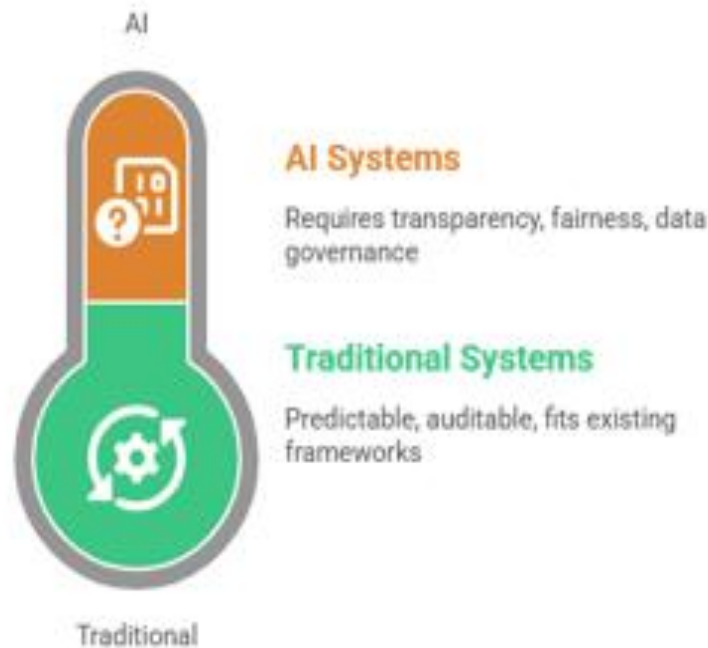 AI
AI Systems
Requires transparency, fairness, data
governance
Traditional Systems
Predictable, auditable, fits existing
frameworks
Traditional